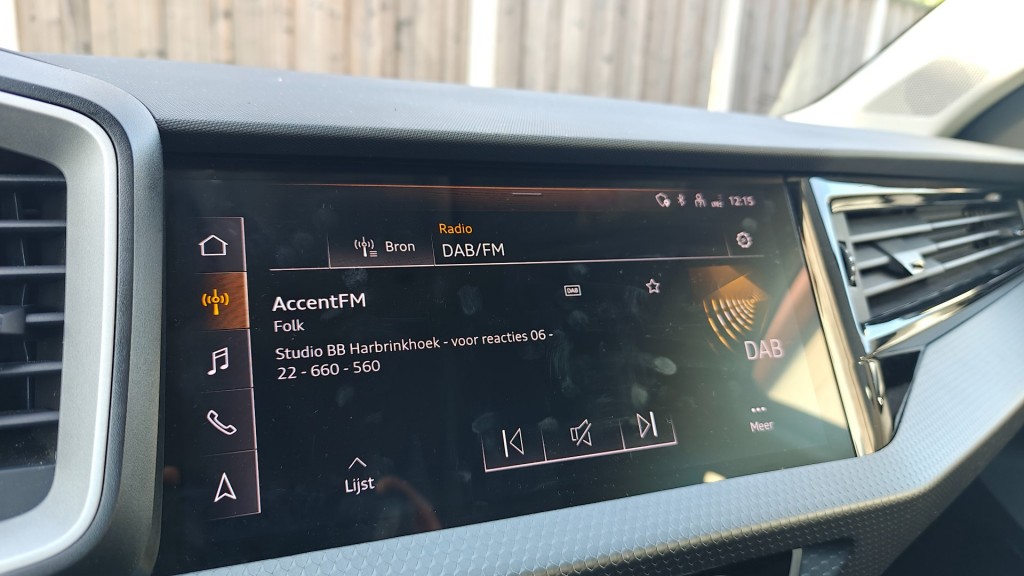 12:15
Radio
Bron
DAB/FM
AccentFM
DAB
Folk
Studio BB Harbrinkhoek - voor reacties 06 -
22 - 660 - 560
DAB
Meer
Lijst